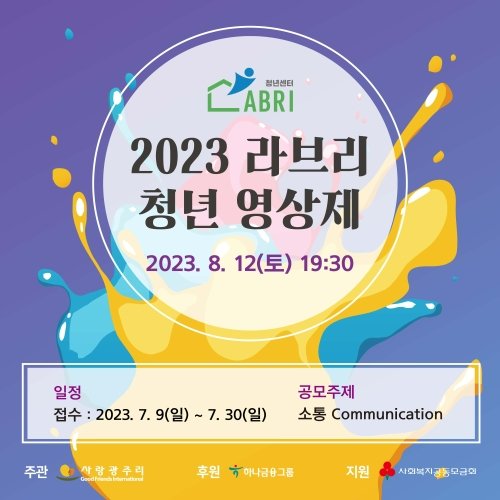 청년센터
ABRI
2023 라브리
청년 영상제
2023. 8. 12(토) 19:30
일정
접수 : 2023. 7. 9(일) ~ 7. 30(일)
공모주제
소통 Communication
주관 사랑광주리
Good Friends International
후원 하나금융그룹
지원 사회복지공동모금회